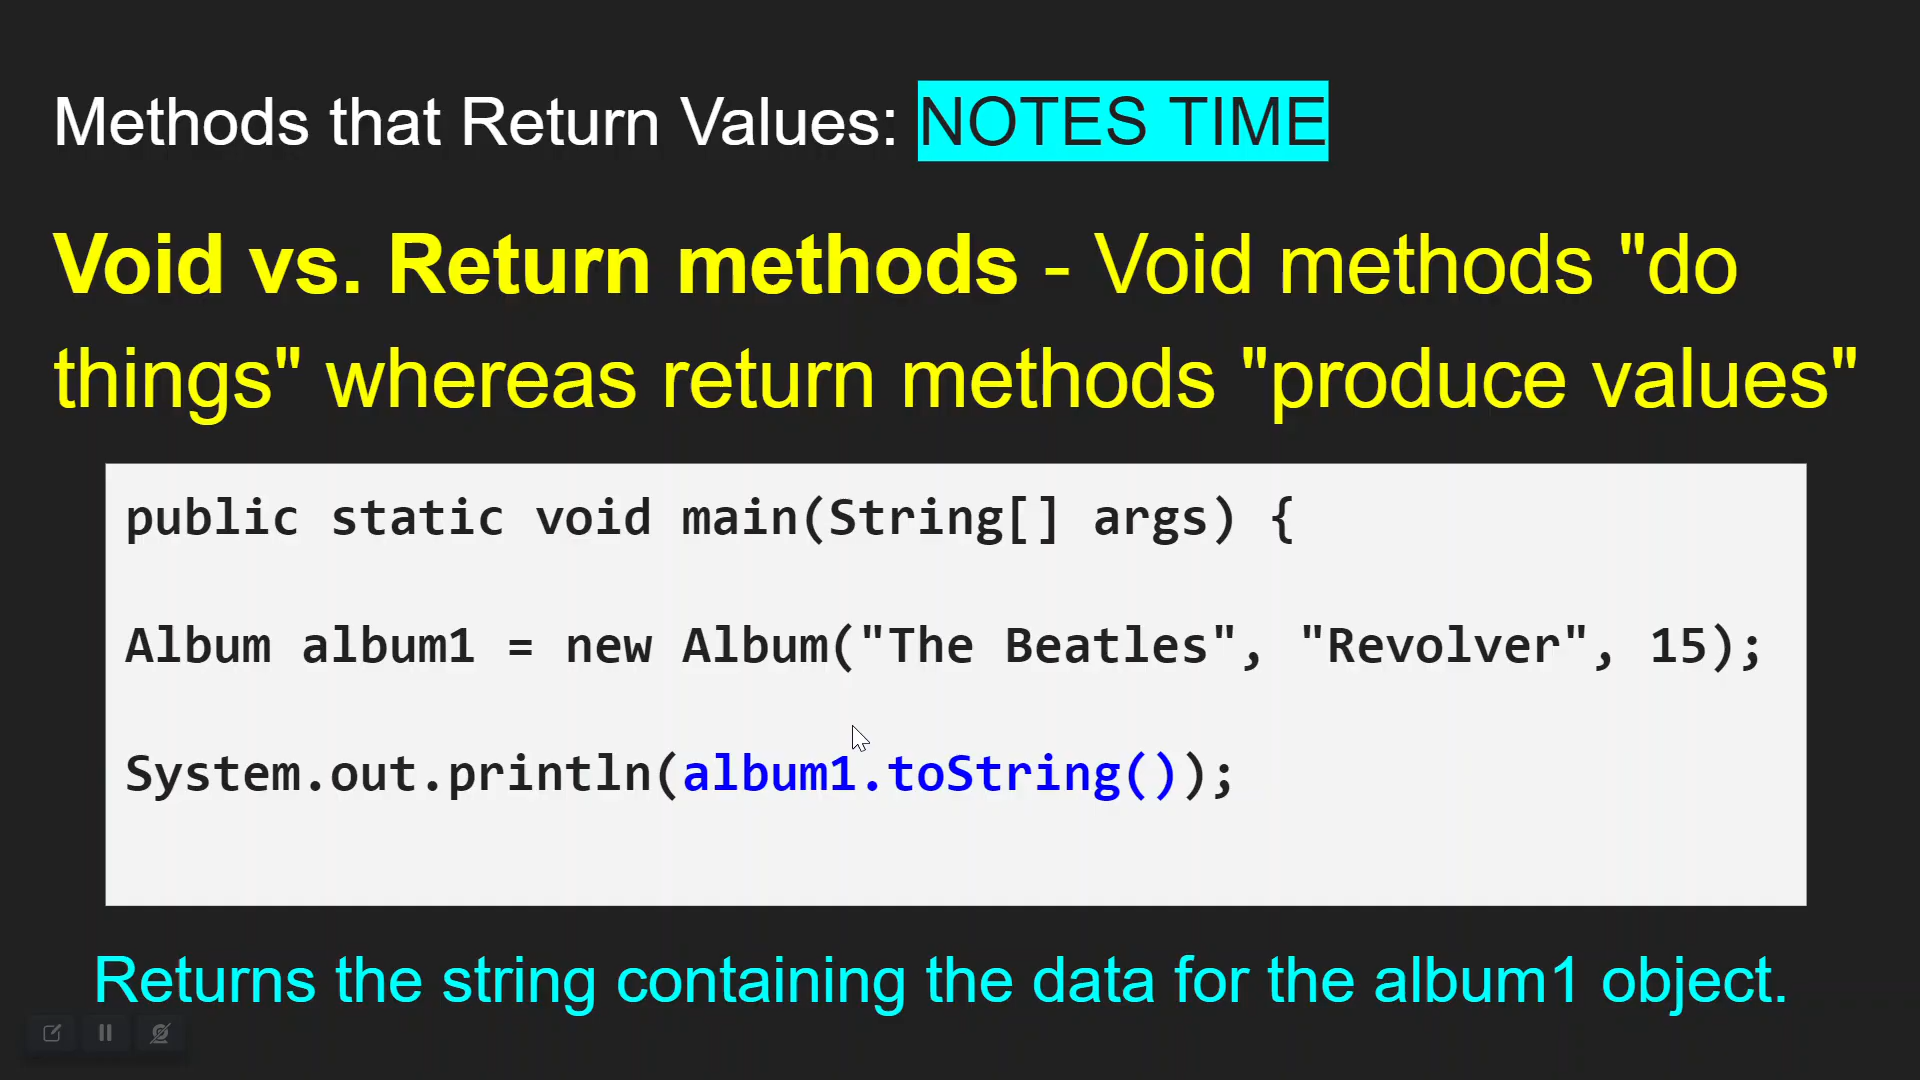 Methods that Return Values: NOTES TIME
Void vs. Return methods - Void methods "do
things" whereas return methods "produce values"
public static void main(String[] args) {
Album album1 = new Album("The Beatles", "Revolver", 15);
System.out.println(album1.toString());
Returns the string containing the data for the album1 object.